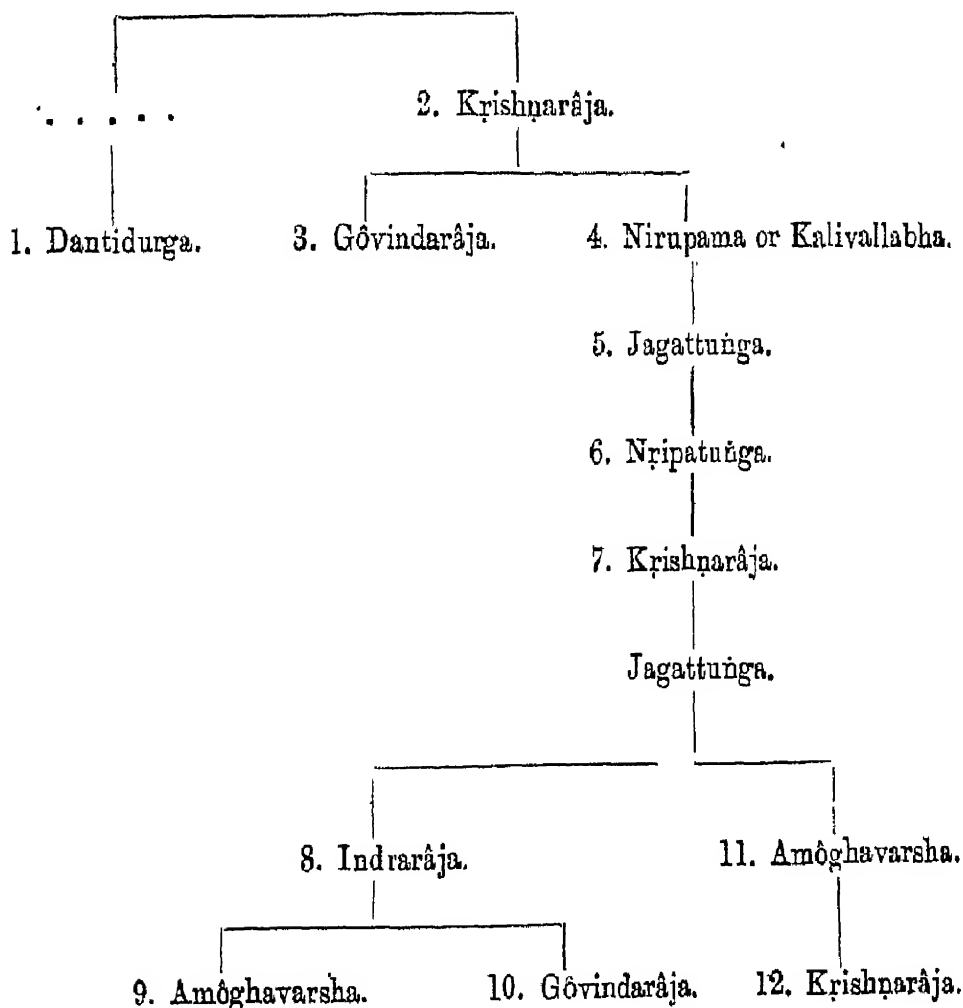 . . . . .
2. Kṛishṇarâja.
1. Dantidurga. 3. Gôvindarâja. 4. Nirupama or Kalivallabha.
5. Jagattuṅga.
6. Nṛipatuṅga.
7. Kṛishṇarâja.
Jagattuṅga.
8. Indrarâja. 11. Amôghavarsha.
9. Amôghavarsha. 10. Gôvindarâja. 12. Kṛishṇarâja.